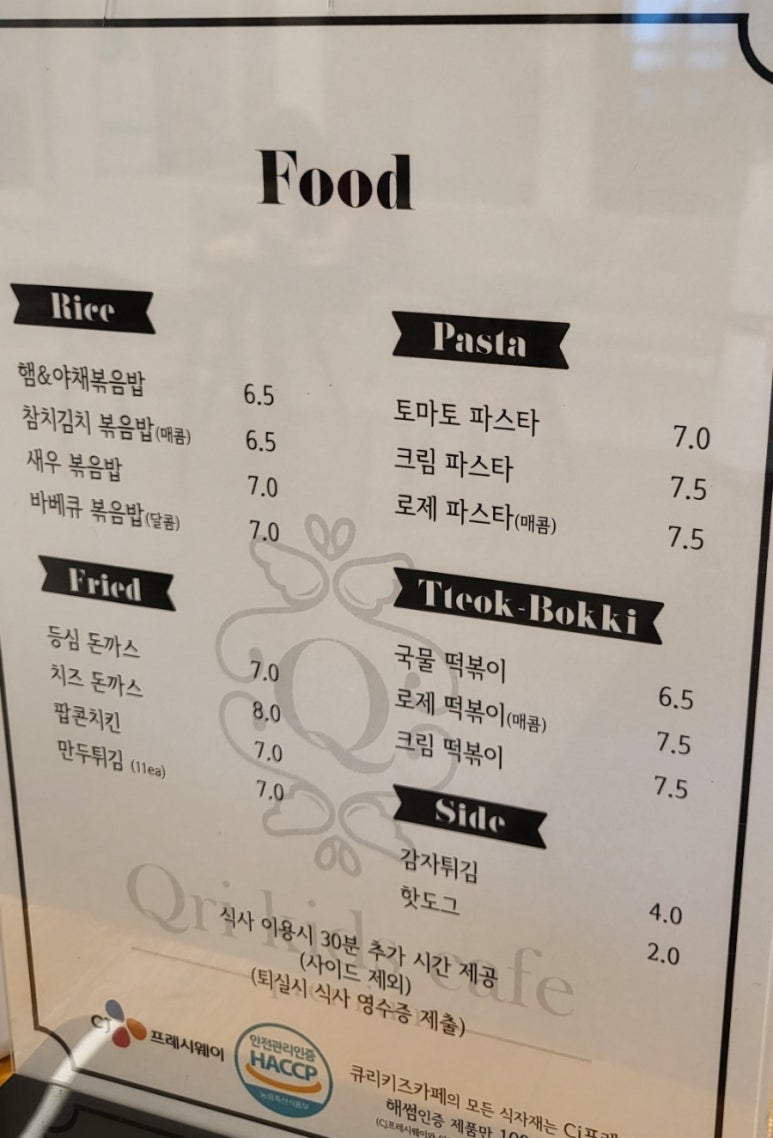 Food
Rice
햄&야채볶음밥 6.5
참치김치 볶음밥(매콤) 6.5
새우 볶음밥 7.0
바베큐 볶음밥(달콤) 7.0
Fried
등심 돈까스 7.0
치즈 돈까스 8.0
팝콘치킨 7.0
만두튀김 (11ea) 7.0
Pasta
토마토 파스타 7.0
크림 파스타 7.5
로제 파스타(매콤) 7.5
Tteok-Bokki
국물 떡볶이 6.5
로제 떡볶이(매콤) 7.5
크림 떡볶이 7.5
Side
감자튀김 4.0
핫도그 2.0
Q
Qri kids cafe
식사 이용시 30분 추가 시간 제공
(사이드 제외)
(퇴실시 식사 영수증 제출)
CJ 프레시웨이
안전관리인증
HACCP
큐리키즈카페의 모든 식자재는 CJ프레
해썸인증 제품만 100